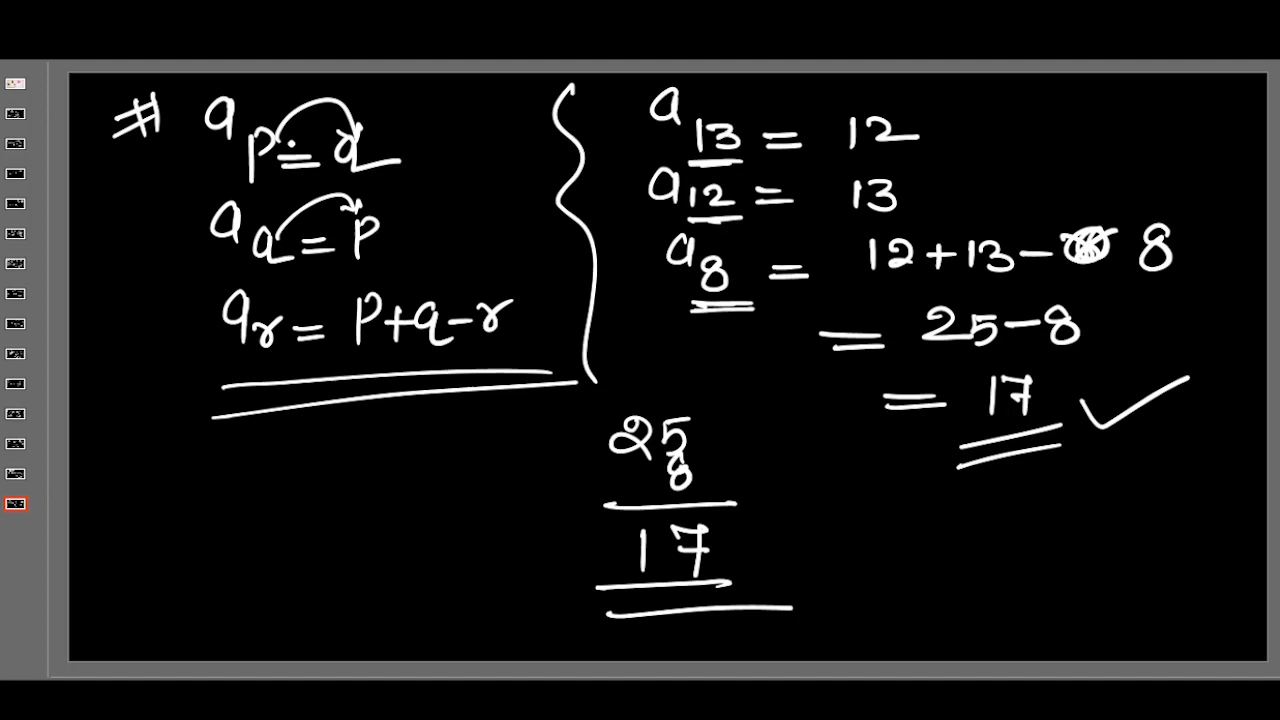 # a_p = q
a_q = p
a_r = p+q-r
a_13 = 12
a_12 = 13
a_8 = 12+13- 8
= 25-8
= 17 ✓
25
8
17